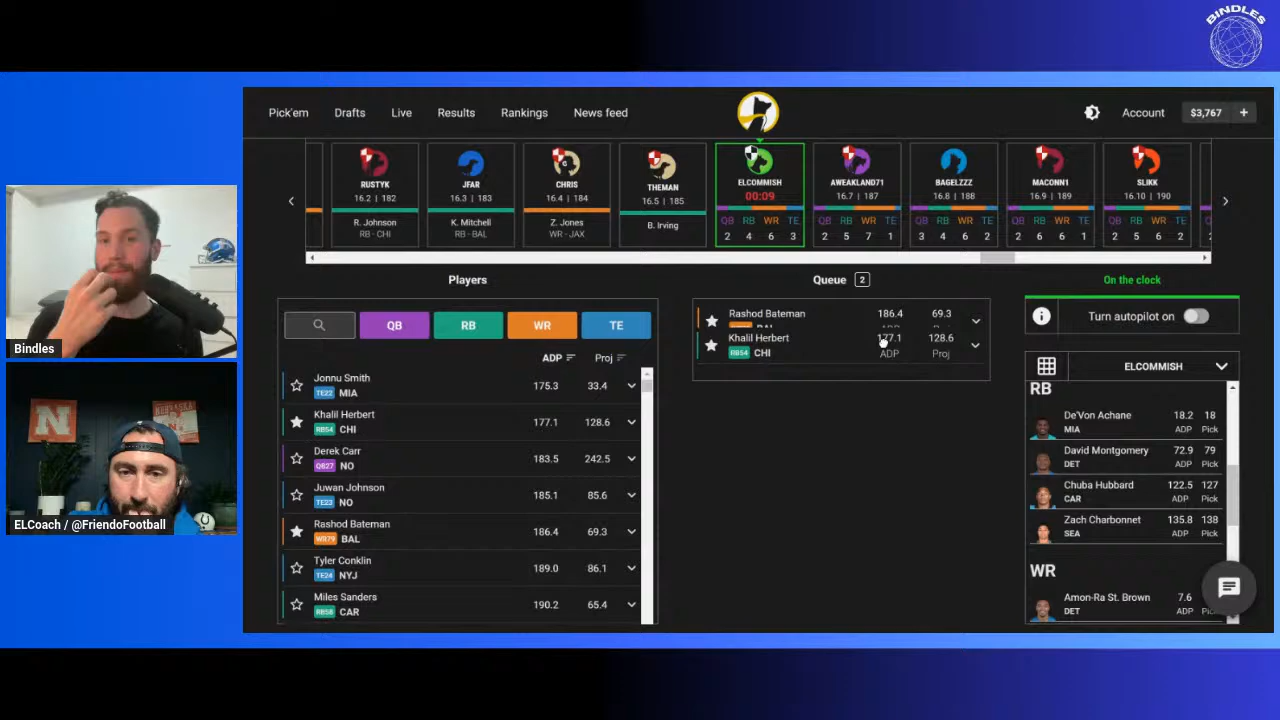 BINDLES
Pick'em Drafts Live Results Rankings News feed
Account $3,767 +
RUSTYK
16.2 | 182
R. Johnson
RB - CHI
JFAR
16.3 | 183
K. Mitchell
RB - BAL
CHRIS
16.4 | 184
Z. Jones
WR - JAX
THEMAN
16.5 | 185
B. Irving
ELCOMMISH
00:09
QB RB WR TE
2 4 6 3
AWEAKLAND71
16.7 | 187
QB RB WR TE
2 5 7 1
BAGELZZZ
16.8 | 188
QB RB WR TE
3 4 6 2
MACONN1
16.9 | 189
QB RB WR TE
2 6 6 1
SLIKK
16.10 | 190
QB RB WR TE
2 5 6 2
Players
QB RB WR TE
ADP Proj
Jonnu Smith
TE22 MIA
175.3 33.4
Khalil Herbert
RB54 CHI
177.1 128.6
Derek Carr
QB27 NO
183.5 242.5
Juwan Johnson
TE23 NO
185.1 85.6
Rashod Bateman
WR79 BAL
186.4 69.3
Tyler Conklin
TE24 NYJ
189.0 86.1
Miles Sanders
RB58 CAR
190.2 65.4
Queue 2
Rashod Bateman
186.4 69.3
Khalil Herbert
RB54 CHI
177.1 128.6
ADP Proj
On the clock
Turn autopilot on
ELCOMMISH
RB
De'Von Achane 18.2 18
MIA ADP Pick
David Montgomery 72.9 79
DET ADP Pick
Chuba Hubbard 122.5 127
CAR ADP Pick
Zach Charbonnet 135.8 138
SEA ADP Pick
WR
Amon-Ra St. Brown 7.6
DET ADP
Bindles
N
NEBRASKA
ELCoach / @FriendoFootball